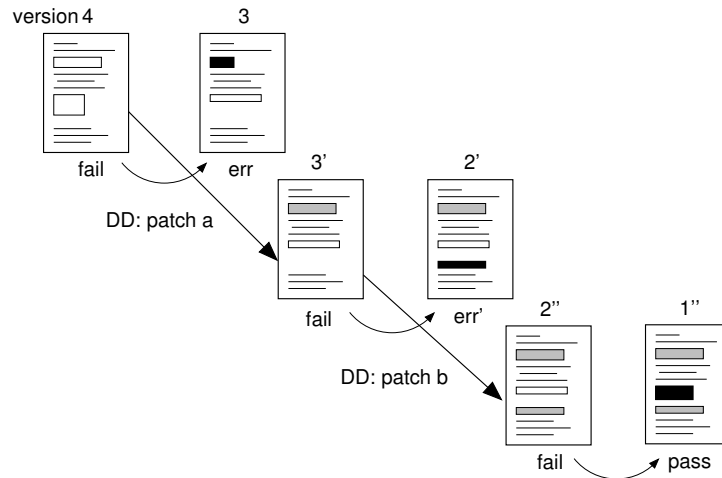 version 4
3
fail
err
DD: patch a
3'
2'
fail
err'
DD: patch b
2''
1''
fail
pass